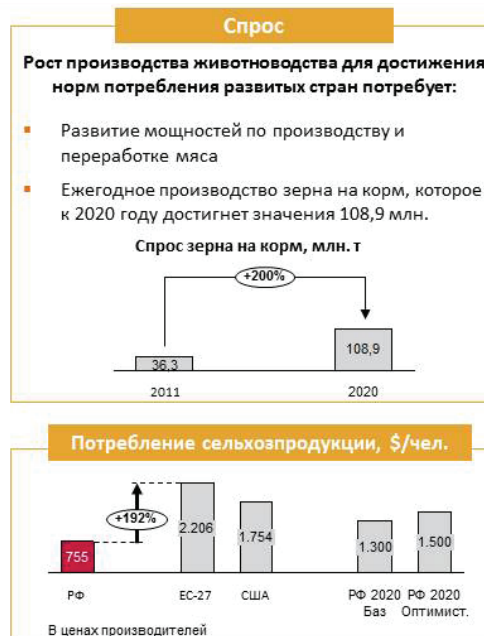 Спрос
Рост производства животноводства для достижения
норм потребления развитых стран потребует:
▪ Развитие мощностей по производству и
переработке мяса
▪ Ежегодное производство зерна на корм, которое
к 2020 году достигнет значения 108,9 млн.
Спрос зерна на корм, млн. т
+200%
36,3
108,9
2011
2020
Потребление сельхозпродукции, $/чел.
+192%
755
2.206
1.754
1.300
1.500
РФ
ЕС-27
США
РФ 2020 РФ 2020
Баз Оптимист.
В ценах производителей